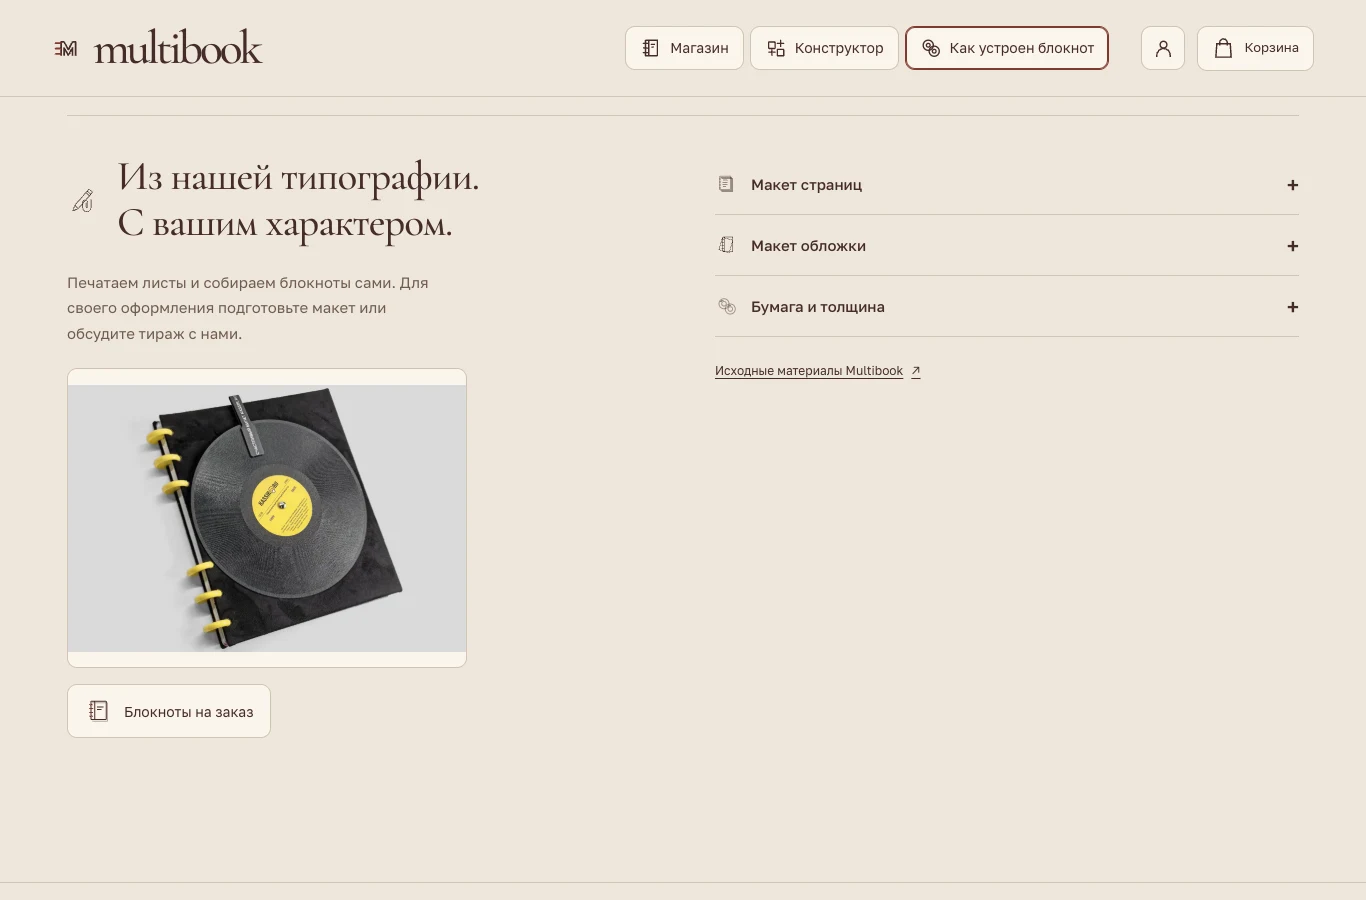 multibook
Магазин
Конструктор
Как устроен блокнот
Корзина
Из нашей типографии.
С вашим характером.
Печатаем листы и собираем блокноты сами. Для
своего оформления подготовьте макет или
обсудите тираж с нами.
Блокноты на заказ
Макет страниц
+
Макет обложки
+
Бумага и толщина
+
Исходные материалы Multibook ↗